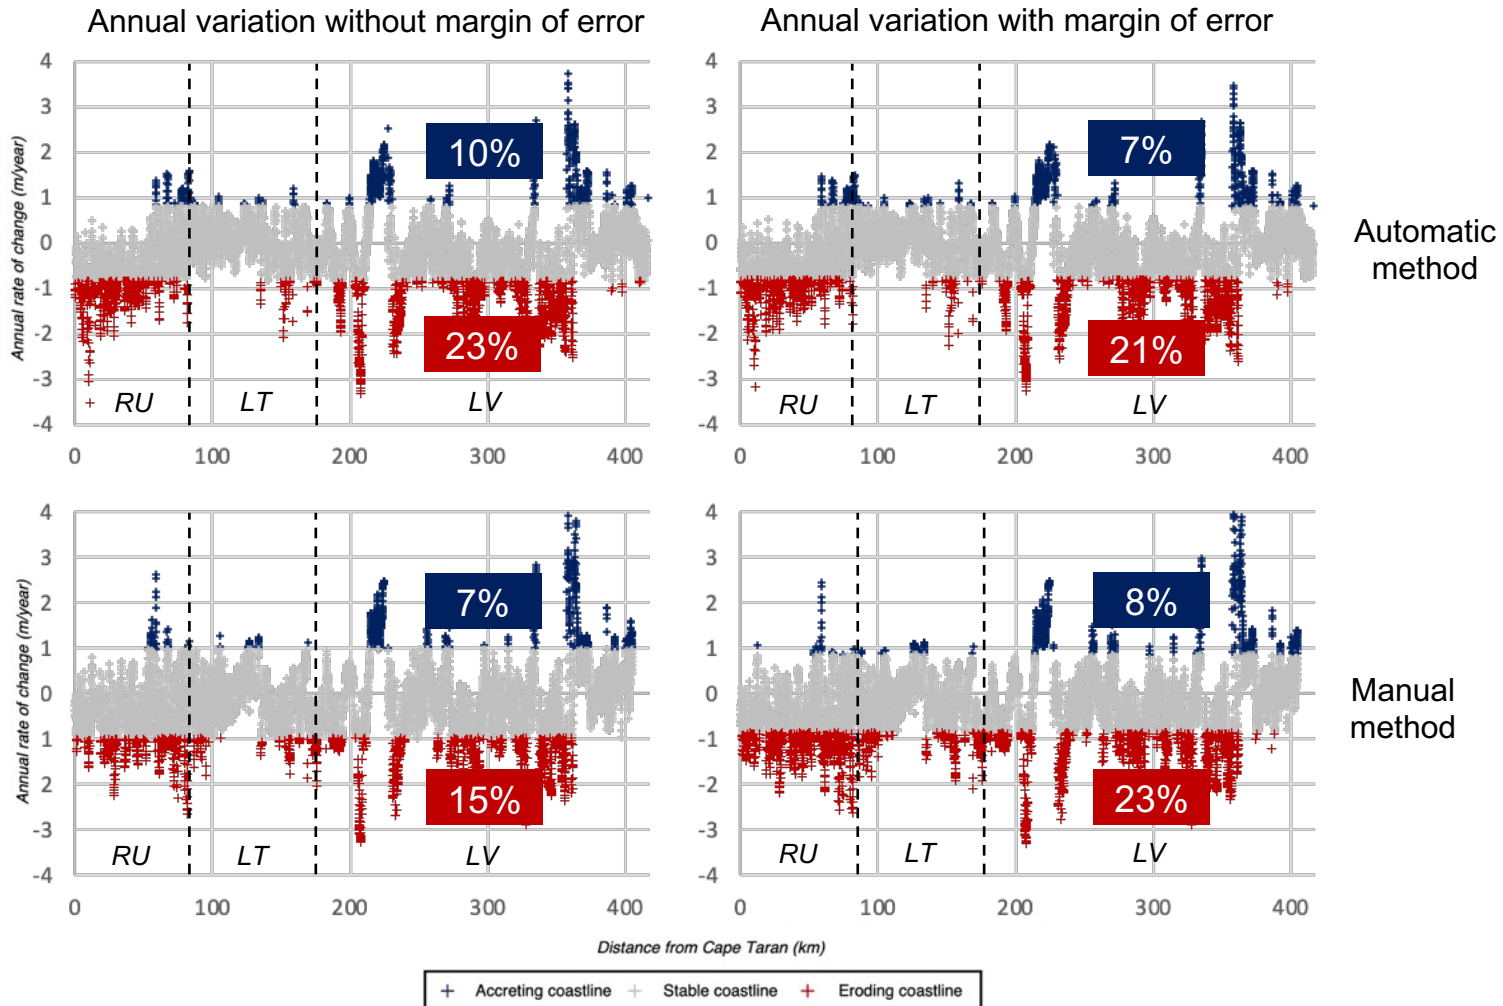 Annual variation without margin of error
Annual variation with margin of error
Annual rate of change (m/year)
4
3
2
1
0
-1
-2
-3
-4
10%
23%
RU
LT
LV
0
100
200
300
400
4
3
2
1
0
-1
-2
-3
-4
7%
21%
RU
LT
LV
0
100
200
300
400
Automatic
method
Annual rate of change (m/year)
4
3
2
1
0
-1
-2
-3
-4
7%
15%
RU
LT
LV
0
100
200
300
400
4
3
2
1
0
-1
-2
-3
-4
8%
23%
RU
LT
LV
0
100
200
300
400
Manual
method
Distance from Cape Taran (km)
+ Accreting coastline + Stable coastline + Eroding coastline